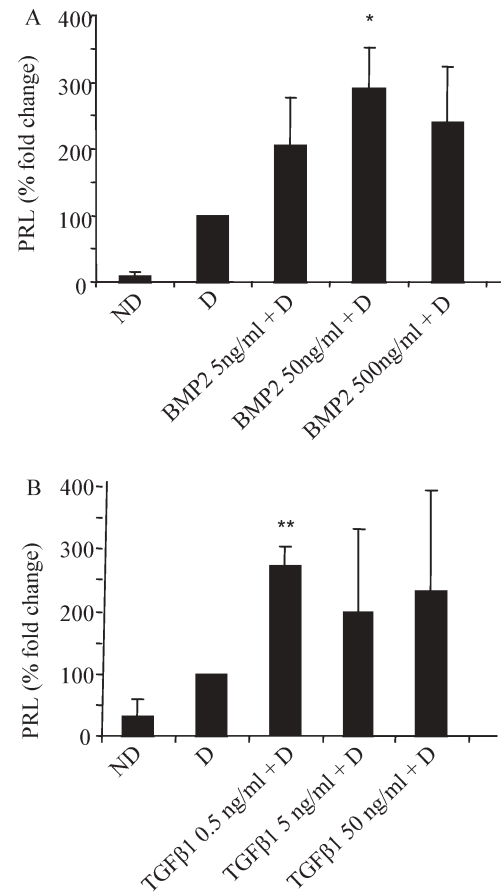 A
400
300
200
100
0
PRL (% fold change)
*
ND
D
BMP2 5ng/ml + D
BMP2 50ng/ml + D
BMP2 500ng/ml + D
B
400
300
200
100
0
PRL (% fold change)
**
ND
D
TGFβ1 0.5 ng/ml + D
TGFβ1 5 ng/ml + D
TGFβ1 50 ng/ml + D